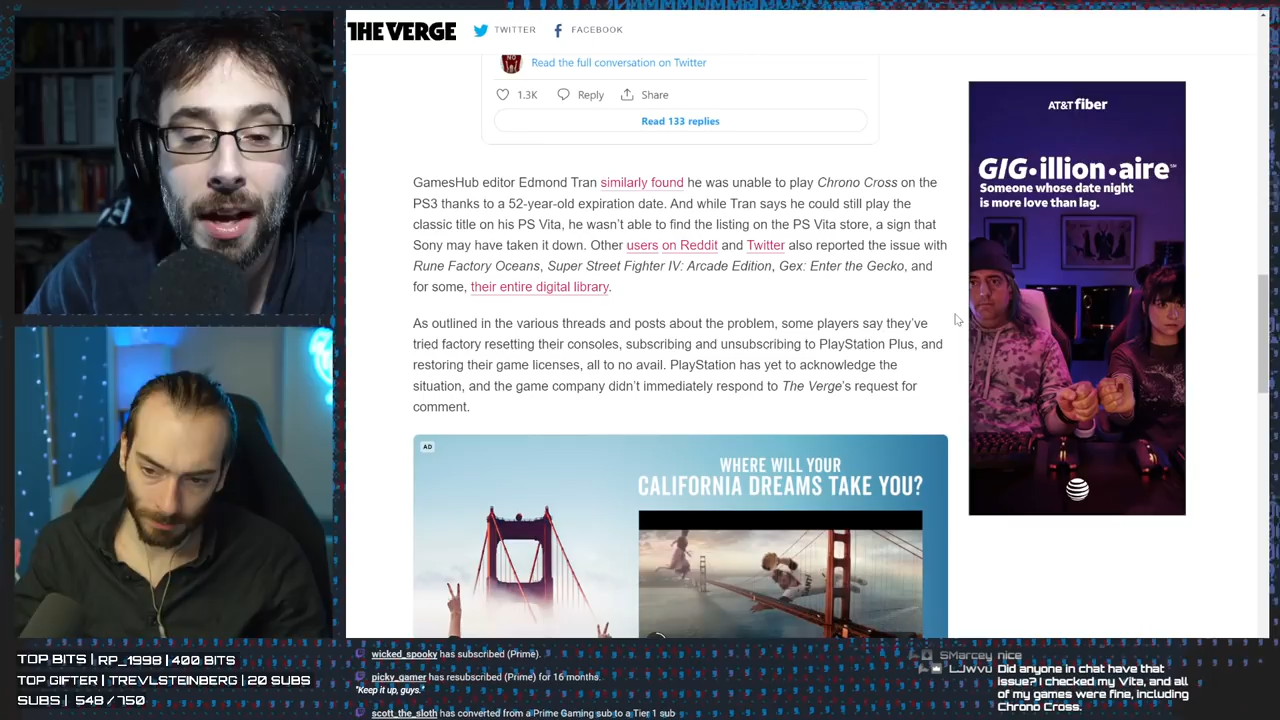 THE VERGE
TWITTER
FACEBOOK
NO
Read the full conversation on Twitter
1.3K
Reply
Share
Read 133 replies
GamesHub editor Edmond Tran similarly found he was unable to play Chrono Cross on the
PS3 thanks to a 52-year-old expiration date. And while Tran says he could still play the
classic title on his PS Vita, he wasn't able to find the listing on the PS Vita store, a sign that
Sony may have taken it down. Other users on Reddit and Twitter also reported the issue with
Rune Factory Oceans, Super Street Fighter IV: Arcade Edition, Gex: Enter the Gecko, and
for some, their entire digital library.
As outlined in the various threads and posts about the problem, some players say they've
tried factory resetting their consoles, subscribing and unsubscribing to PlayStation Plus, and
restoring their game licenses, all to no avail. PlayStation has yet to acknowledge the
situation, and the game company didn't immediately respond to The Verge's request for
comment.
AD
WHERE WILL YOUR
CALIFORNIA DREAMS TAKE YOU?
AT&T fiber
GIG•illion•aire℠
Someone whose date night
is more love than lag.
TOP BITS | RP_1998 | 400 BITS
TOP GIFTER | TREVLSTEINBERG | 20 SUBS
SUBS | 548 / 750
wicked_spooky has subscribed (Prime).
picky_gamer has resubscribed (Prime) for 16 months.
"Keep it up, guys."
scott_the_sloth has converted from a Prime Gaming sub to a Tier 1 sub
SMarcey nice
LJwvu Did anyone in chat have that
issue? I checked my Vita, and all
of my games were fine, including
Chrono Cross.